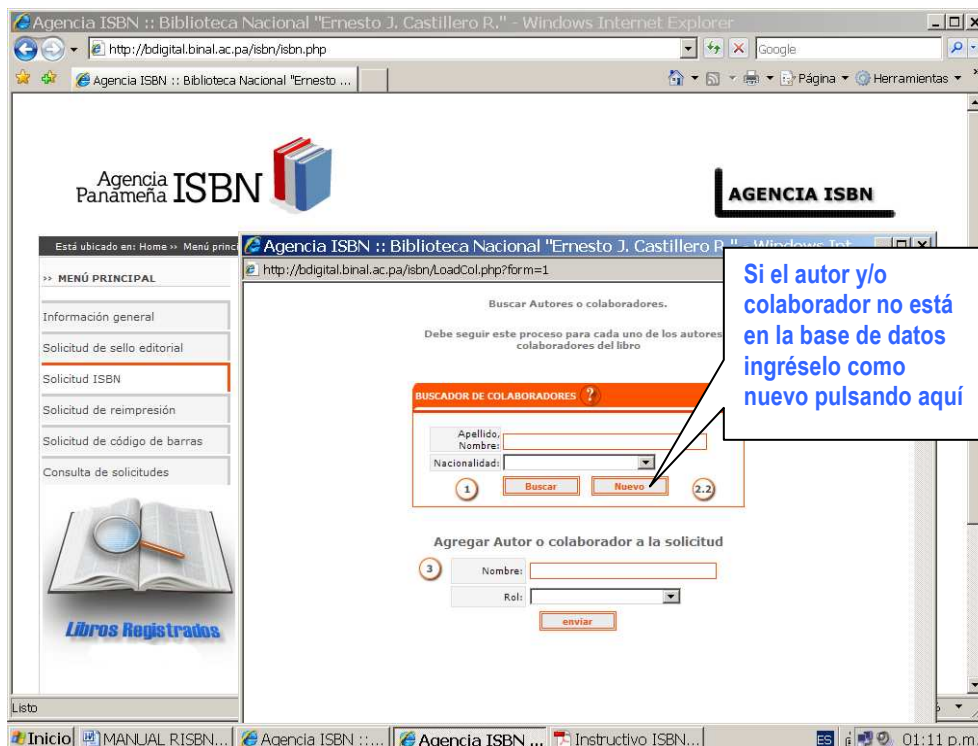 Agencia ISBN :: Biblioteca Nacional "Ernesto J. Castillero R." - Windows Internet Explorer
http://bdigital.binal.ac.pa/isbn/isbn.php
Google
Agencia ISBN :: Biblioteca Nacional "Ernesto ...
Página
Herramientas
Agencia
Panameña ISBN
AGENCIA ISBN
Está ubicado en: Home >> Menú princ
>> MENÚ PRINCIPAL
Información general
Solicitud de sello editorial
Solicitud ISBN
Solicitud de reimpresión
Solicitud de código de barras
Consulta de solicitudes
Libros Registrados
Agencia ISBN :: Biblioteca Nacional "Ernesto J. Castillero R." - Windows Int...
http://bdigital.binal.ac.pa/isbn/LoadCol.php?form=1
Buscar Autores o colaboradores.
Debe seguir este proceso para cada uno de los autores
colaboradores del libro
BUSCADOR DE COLABORADORES ?
Apellido,
Nombre:
Nacionalidad:
1 Buscar Nuevo 2.2
Agregar Autor o colaborador a la solicitud
3 Nombre:
Rol:
enviar
Si el autor y/o
colaborador no está
en la base de datos
ingréselo como
nuevo pulsando aquí
Listo
Inicio MANUAL RISBN... Agencia ISBN ::... Agencia ISBN ... Instructivo ISBN... ES 01:11 p.m.